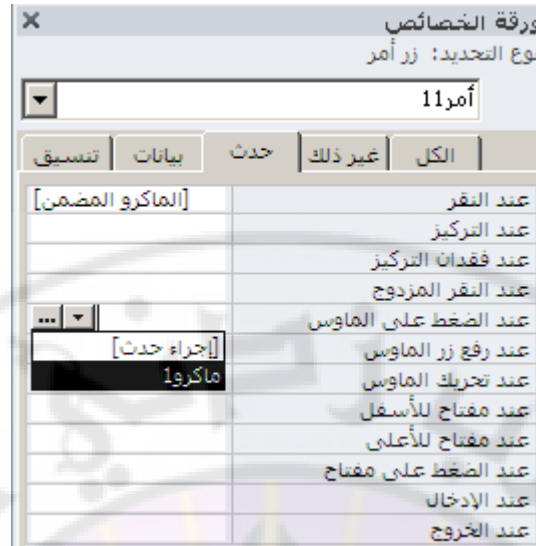 ورقة الخصائص
نوع التحديد: زر أمر
أمر11
الكل غير ذلك حدث بيانات تنسيق
عند النقر [الماكرو المضمن]
عند التركيز
عند فقدان التركيز
عند النقر المزدوج
عند الضغط على الماوس ...
عند رفع زر الماوس [إجراء حدث]
عند تحريك الماوس ماكرو1
عند مفتاح للأسفل
عند مفتاح للأعلى
عند الضغط على مفتاح
عند الإدخال
عند الخروج